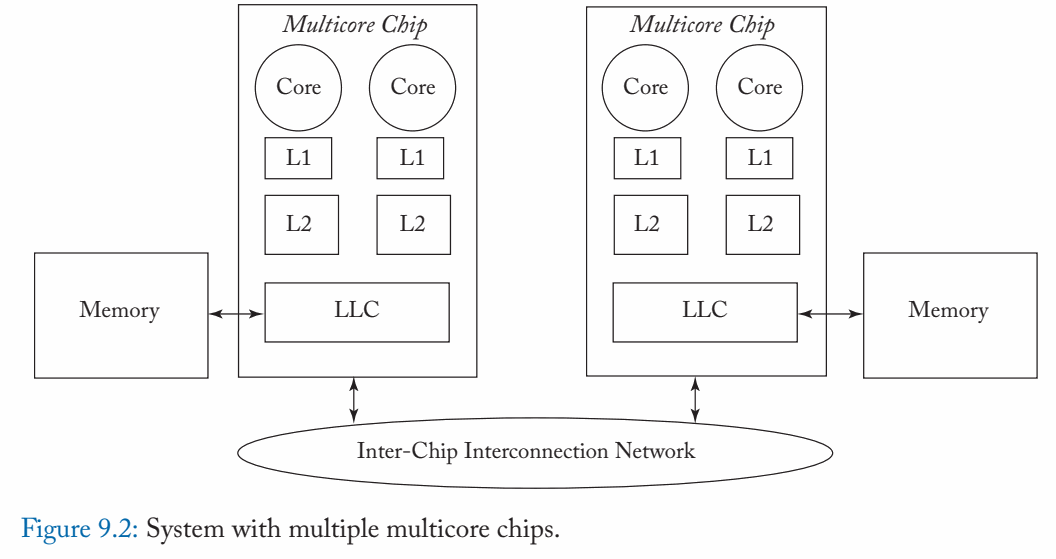 Multicore Chip
Multicore Chip
Core
Core
Core
Core
L1
L1
L1
L1
L2
L2
L2
L2
Memory
LLC
LLC
Memory
Inter-Chip Interconnection Network
Figure 9.2: System with multiple multicore chips.